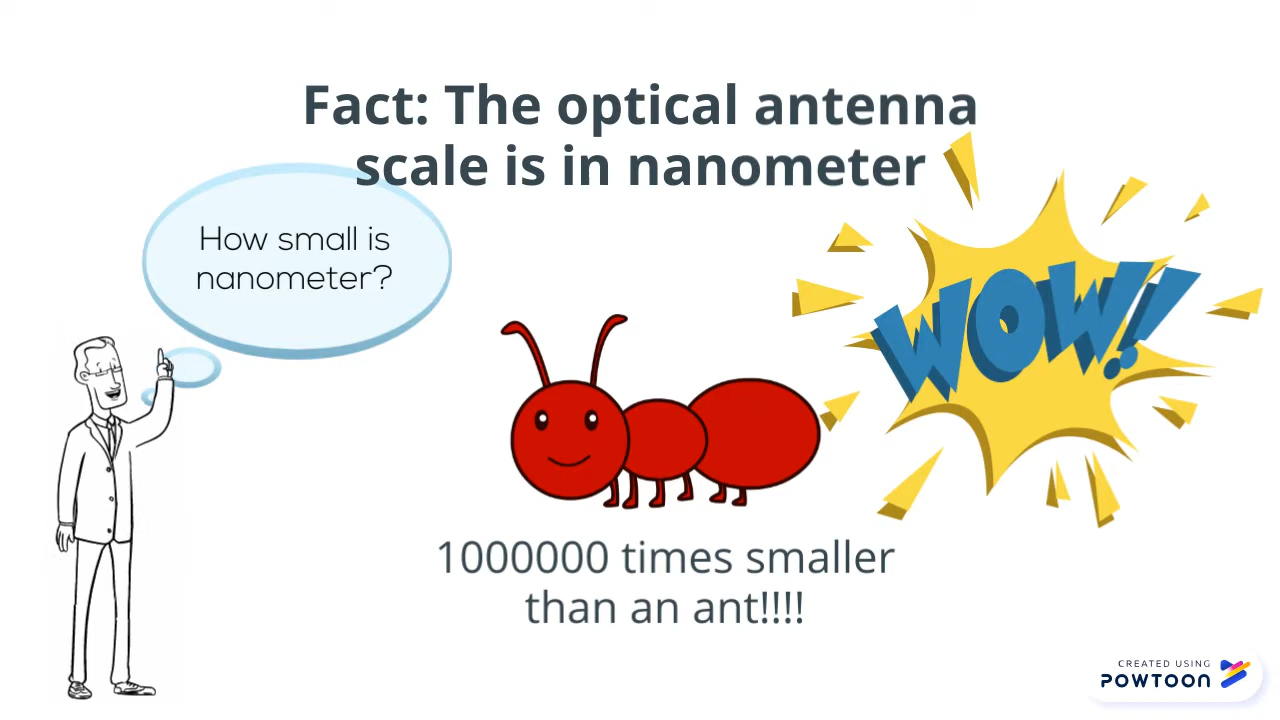 Fact: The optical antenna
scale is in nanometer
How small is
nanometer?
WOW!!
1000000 times smaller
than an ant!!!!
CREATED USING
POWTOON